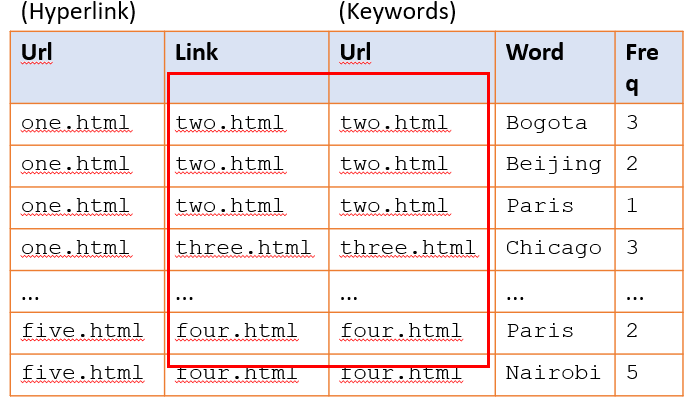 (Hyperlink) (Keywords)
Url Link Url Word Fre
q
one.html two.html two.html Bogota 3
one.html two.html two.html Beijing 2
one.html two.html two.html Paris 1
one.html three.html three.html Chicago 3
... ... ... ... ...
five.html four.html four.html Paris 2
five.html four.html four.html Nairobi 5